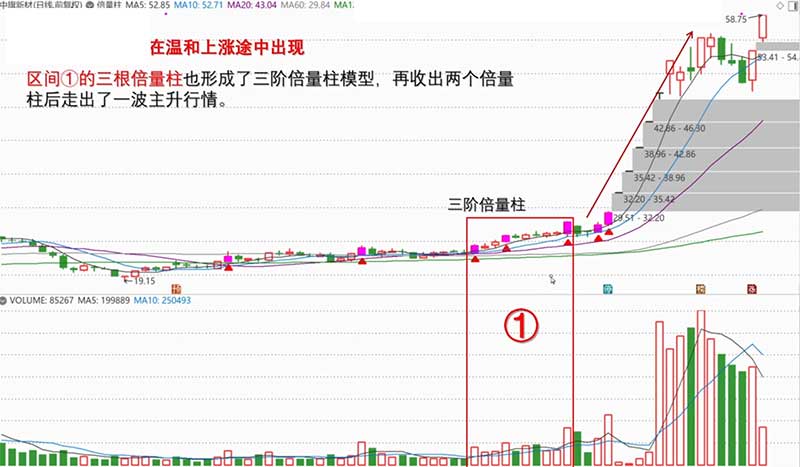 中旗新材(日线.前复权) 倍量柱 MA5: 52.85 MA10: 52.71 MA20: 43.04 MA60: 29.84 MA1
58.75
在温和上涨途中出现
53.41 - 54.
区间①的三根倍量柱也形成了三阶倍量柱模型，再收出两个倍量
柱后走出了一波主升行情。
42.86 - 46.30
38.96 - 42.86
35.42 - 38.96
32.20 - 35.42
三阶倍量柱
29.51 - 32.20
19.15
VOLUME: 85267 MA5: 199889 MA10: 250493
①